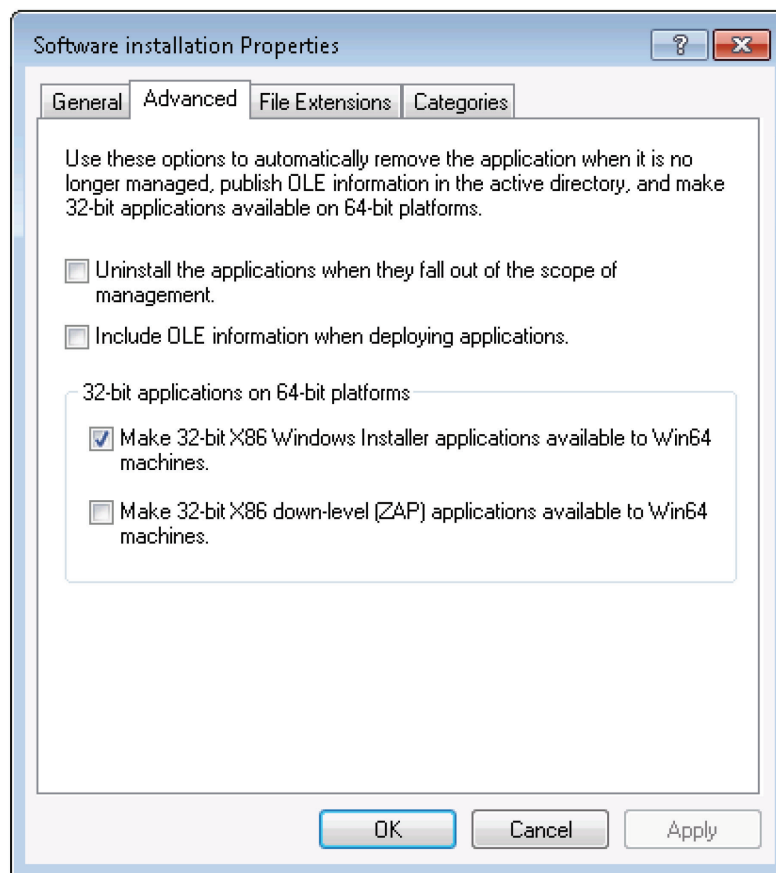 Software installation Properties
?
General Advanced File Extensions Categories
Use these options to automatically remove the application when it is no
longer managed, publish OLE information in the active directory, and make
32-bit applications available on 64-bit platforms.
Uninstall the applications when they fall out of the scope of
management.
Include OLE information when deploying applications.
32-bit applications on 64-bit platforms
Make 32-bit X86 Windows Installer applications available to Win64
machines.
Make 32-bit X86 down-level (ZAP) applications available to Win64
machines.
OK Cancel Apply